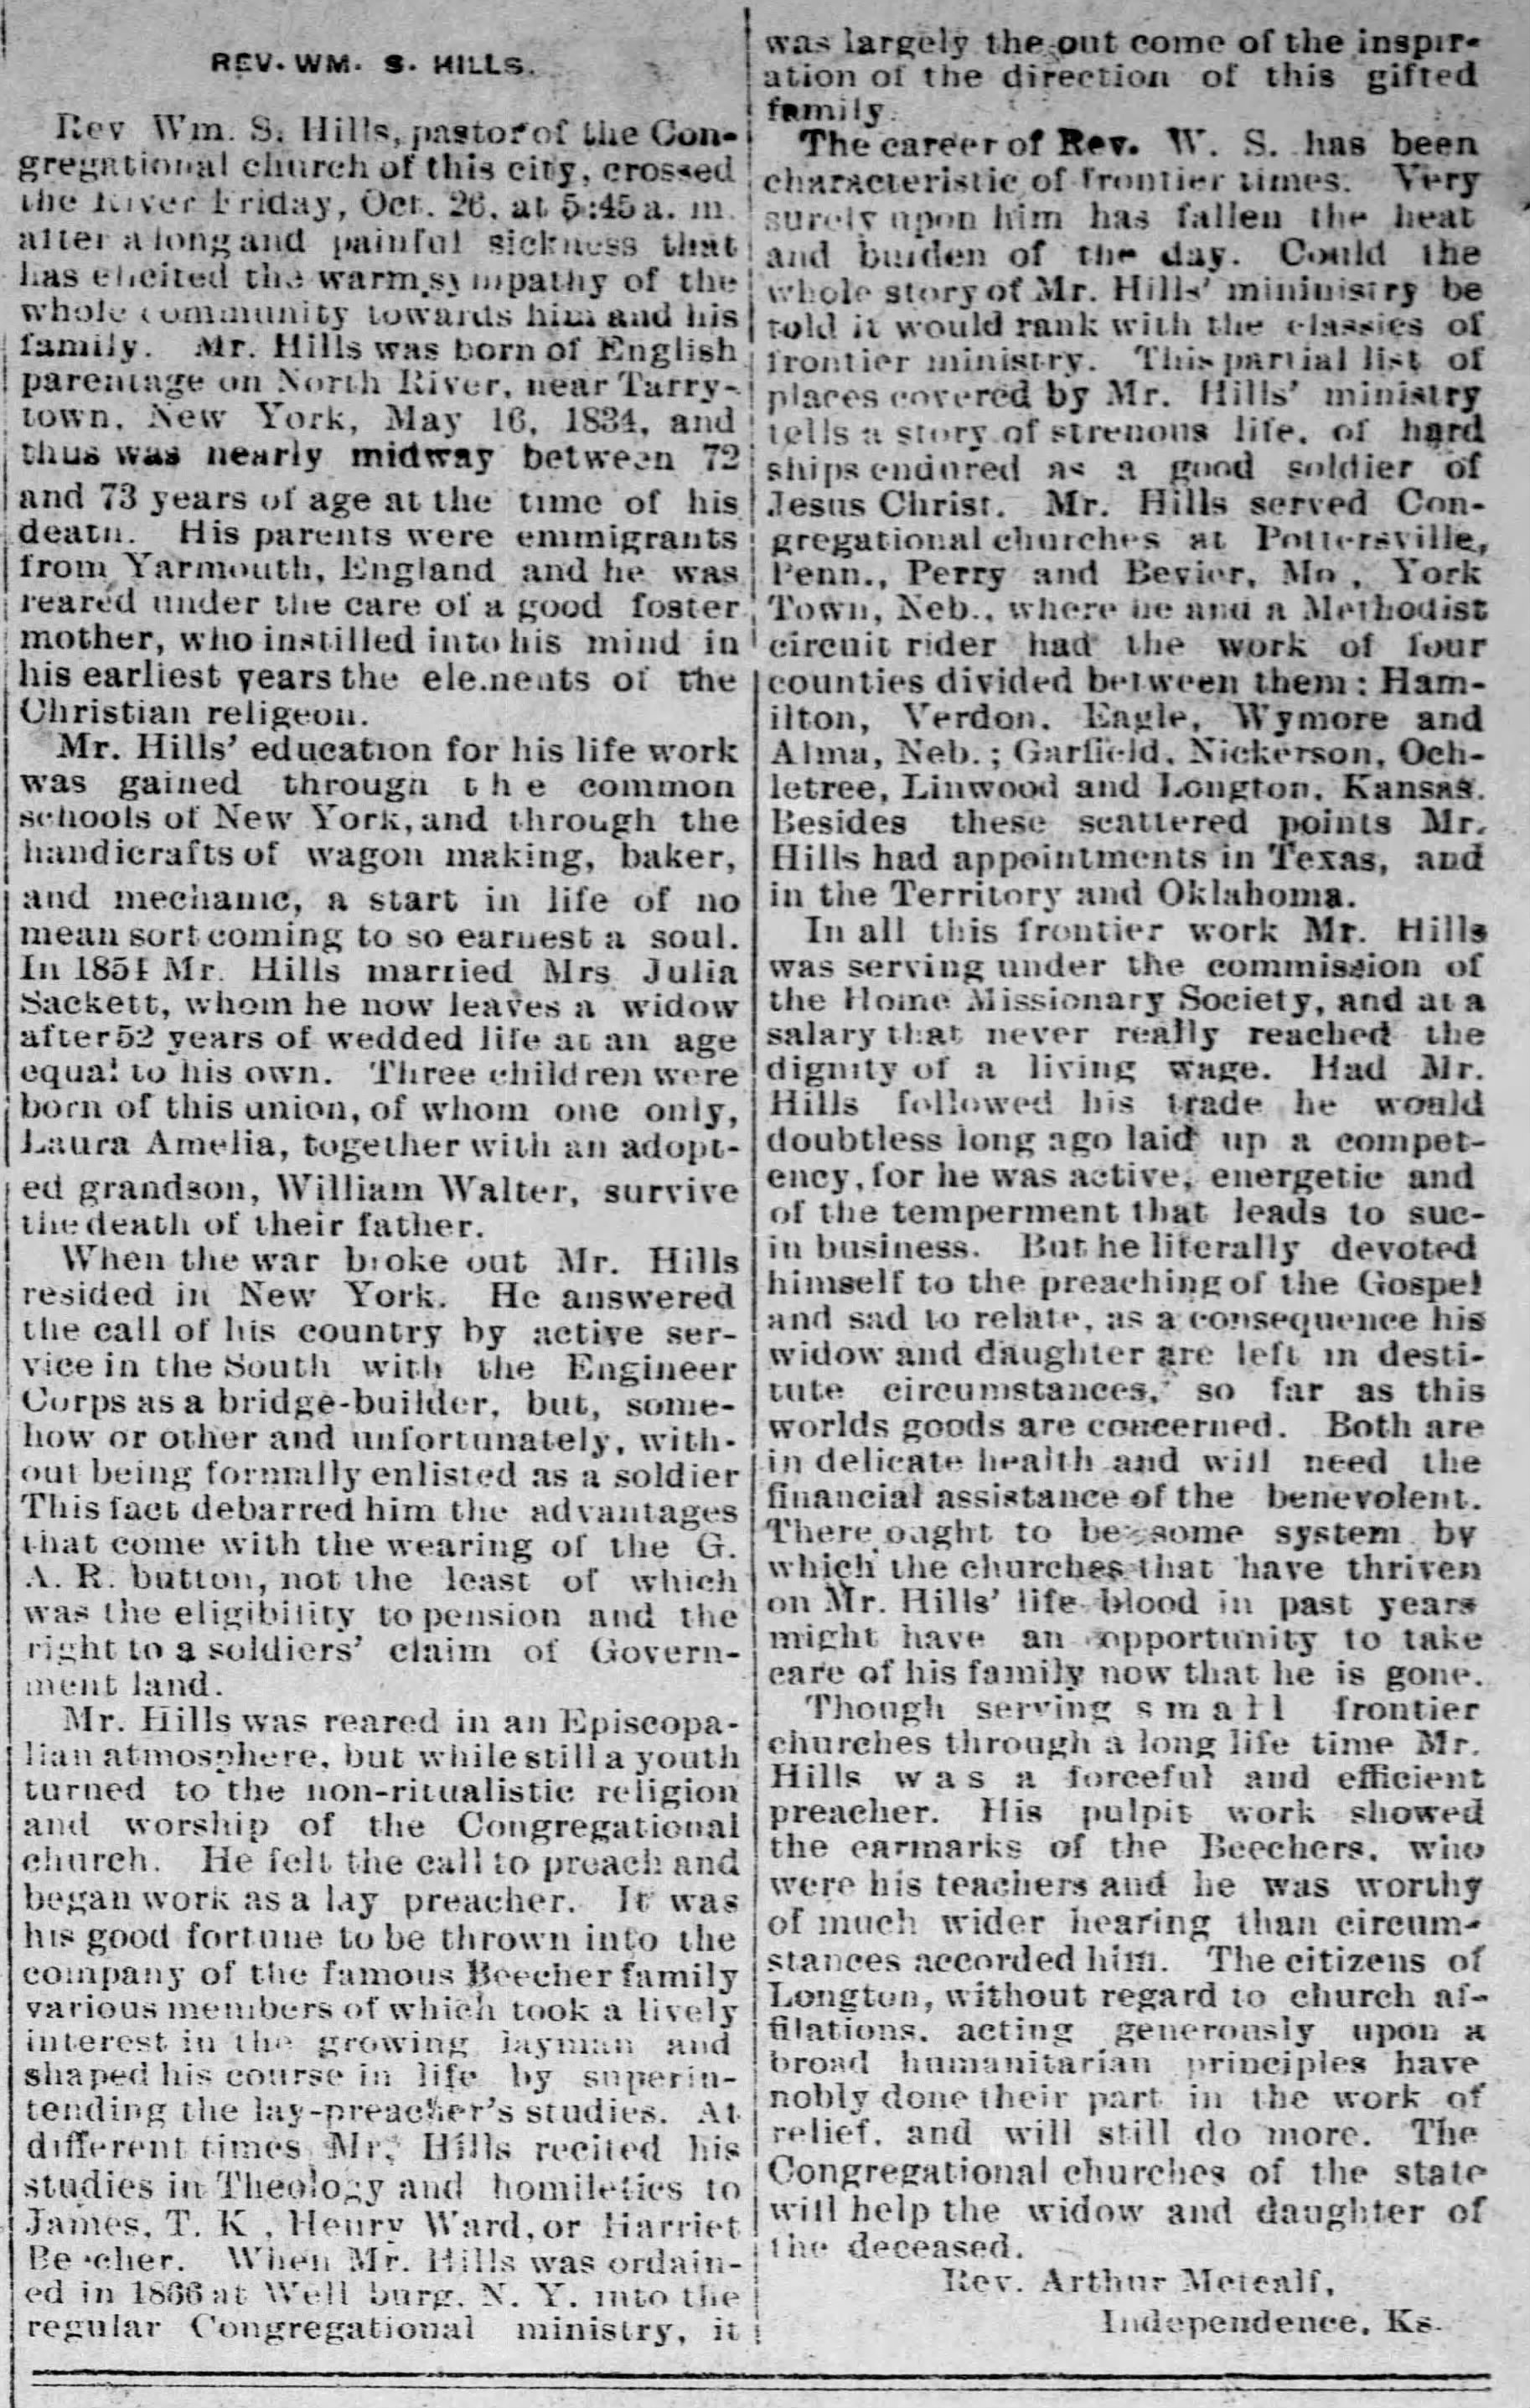 REV. WM. S. HILLS.
Rev Wm. S. Hills, pastor of the Con-
gregational church of this city, crossed
the River Friday, Oct. 26, at 5:45 a. m.
after a long and painful sickness that
has elicited the warm sympathy of the
whole community towards him and his
family. Mr. Hills was born of English
parentage on North River, near Tarry-
town, New York, May 16, 1834, and
thus was nearly midway between 72
and 73 years of age at the time of his
death. His parents were emmigrants
from Yarmouth, England and he was
reared under the care of a good foster
mother, who instilled into his mind in
his earliest years the elements of the
Christian religeon.
Mr. Hills' education for his life work
was gained through the common
schools of New York, and through the
handicrafts of wagon making, baker,
and mechanic, a start in life of no
mean sort coming to so earnest a soul.
In 1854 Mr. Hills married Mrs Julia
Sackett, whom he now leaves a widow
after 52 years of wedded life at an age
equal to his own. Three children were
born of this union, of whom one only,
Laura Amelia, together with an adopt-
ed grandson, William Walter, survive
the death of their father.
When the war broke out Mr. Hills
resided in New York. He answered
the call of his country by active ser-
vice in the South with the Engineer
Corps as a bridge-builder, but, some-
how or other and unfortunately, with-
out being formally enlisted as a soldier
This fact debarred him the advantages
that come with the wearing of the G.
A. R. button, not the least of which
was the eligibility to pension and the
right to a soldiers' claim of Govern-
ment land.
Mr. Hills was reared in an Episcopa-
lian atmosphere, but while still a youth
turned to the non-ritualistic religion
and worship of the Congregational
church. He felt the call to preach and
began work as a lay preacher. It was
his good fortune to be thrown into the
company of the famous Beecher family
various members of which took a lively
interest in the growing layman and
shaped his course in life by superin-
tending the lay-preacher's studies. At
different times Mr. Hills recited his
studies in Theology and homiletics to
James, T. K., Henry Ward, or Harriet
Beecher. When Mr. Hills was ordain-
ed in 1866 at Wellburg, N. Y. into the
regular Congregational ministry, it
was largely the out come of the inspir-
ation of the direction of this gifted
family.
The career of Rev. W. S. has been
characteristic of frontier times. Very
surely upon him has fallen the heat
and burden of the day. Could the
whole story of Mr. Hills' mininistry be
told it would rank with the classics of
frontier ministry. This partial list of
places covered by Mr. Hills' ministry
tells a story of strenous life, of hard
ships endured as a good soldier of
Jesus Christ. Mr. Hills served Con-
gregational churches at Pottersville,
Penn., Perry and Bevier, Mo., York
Town, Neb., where he and a Methodist
circuit rider had the work of four
counties divided between them: Ham-
ilton, Verdon, Eagle, Wymore and
Alma, Neb.; Garfield, Nickerson, Och-
letree, Linwood and Longton, Kansas.
Besides these scattered points Mr.
Hills had appointments in Texas, and
in the Territory and Oklahoma.
In all this frontier work Mr. Hills
was serving under the commission of
the Home Missionary Society, and at a
salary that never really reached the
dignity of a living wage. Had Mr.
Hills followed his trade he would
doubtless long ago laid up a compet-
ency, for he was active, energetic and
of the temperment that leads to suc-
in business. But he literally devoted
himself to the preaching of the Gospel
and sad to relate, as a consequence his
widow and daughter are left in desti-
tute circumstances, so far as this
worlds goods are concerned. Both are
in delicate health and will need the
financial assistance of the benevolent.
There ought to be some system by
which the churches that have thriven
on Mr. Hills' life blood in past years
might have an opportunity to take
care of his family now that he is gone.
Though serving small frontier
churches through a long life time Mr.
Hills was a forceful and efficient
preacher. His pulpit work showed
the earmarks of the Beechers, who
were his teachers and he was worthy
of much wider hearing than circum-
stances accorded him. The citizens of
Longton, without regard to church af-
filations, acting generously upon a
broad humanitarian principles have
nobly done their part in the work of
relief, and will still do more. The
Congregational churches of the state
will help the widow and daughter of
the deceased.
Rev. Arthur Metcalf,
Independence, Ks.